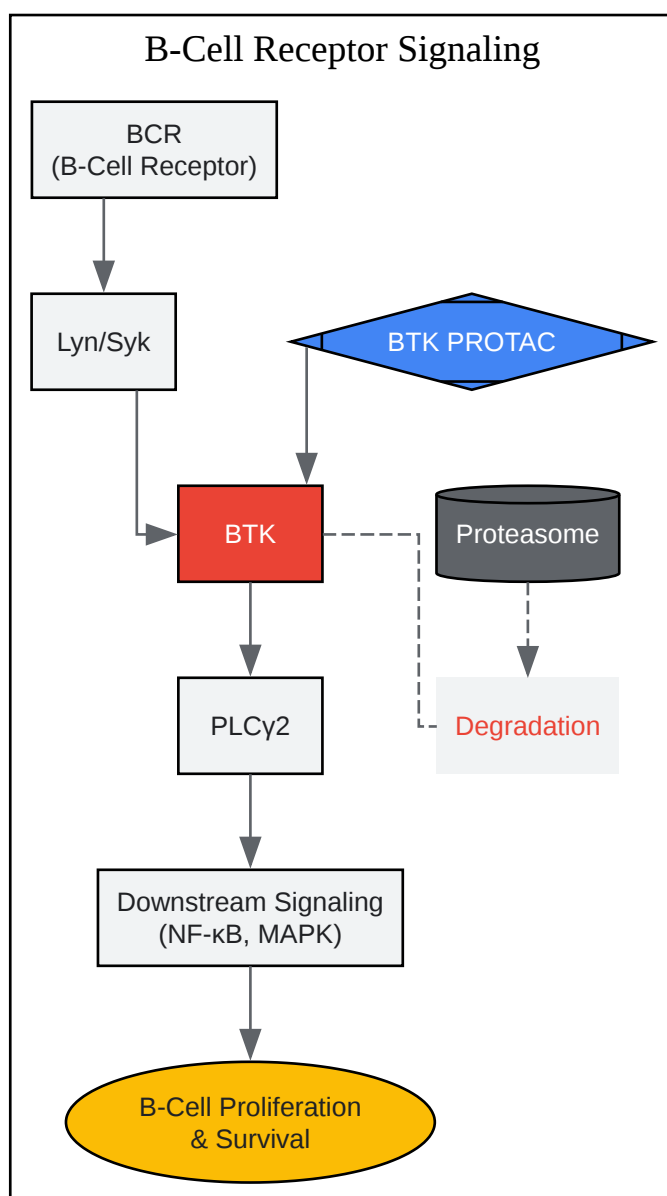 B-Cell Receptor Signaling
BCR
(B-Cell Receptor)
Lyn/Syk
BTK PROTAC
BTK
Proteasome
PLCγ2
Degradation
Downstream Signaling
(NF-κB, MAPK)
B-Cell Proliferation
& Survival